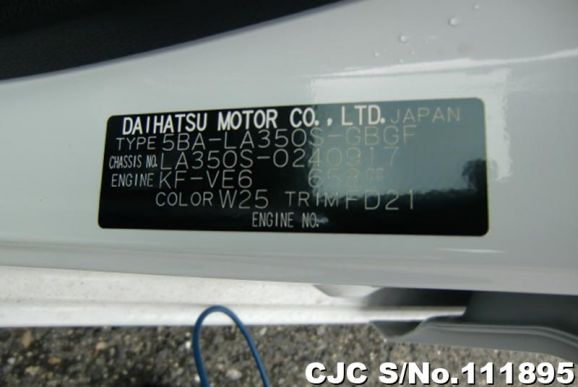 DAIHATSU MOTOR CO., LTD. JAPAN
TYPE 5BA-LA350S-GBGF
CHASSIS NO. LA350S-0240917
ENGINE KF-VE6 658CC
COLOR W25 TRIM FD21
ENGINE NO.
CJC S/No.111895